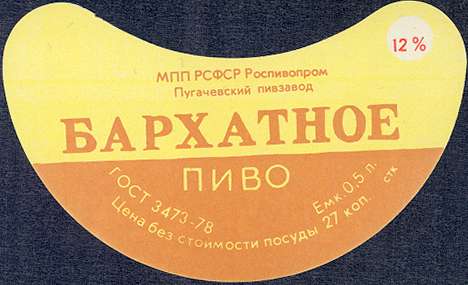 12%
МПП РСФСР Роспивопром
Пугачевский пивзавод
БАРХАТНОЕ
ПИВО
ГОСТ 3473-78
Емк. 0,5 л.
Цена без стоимости посуды 27 коп. стк